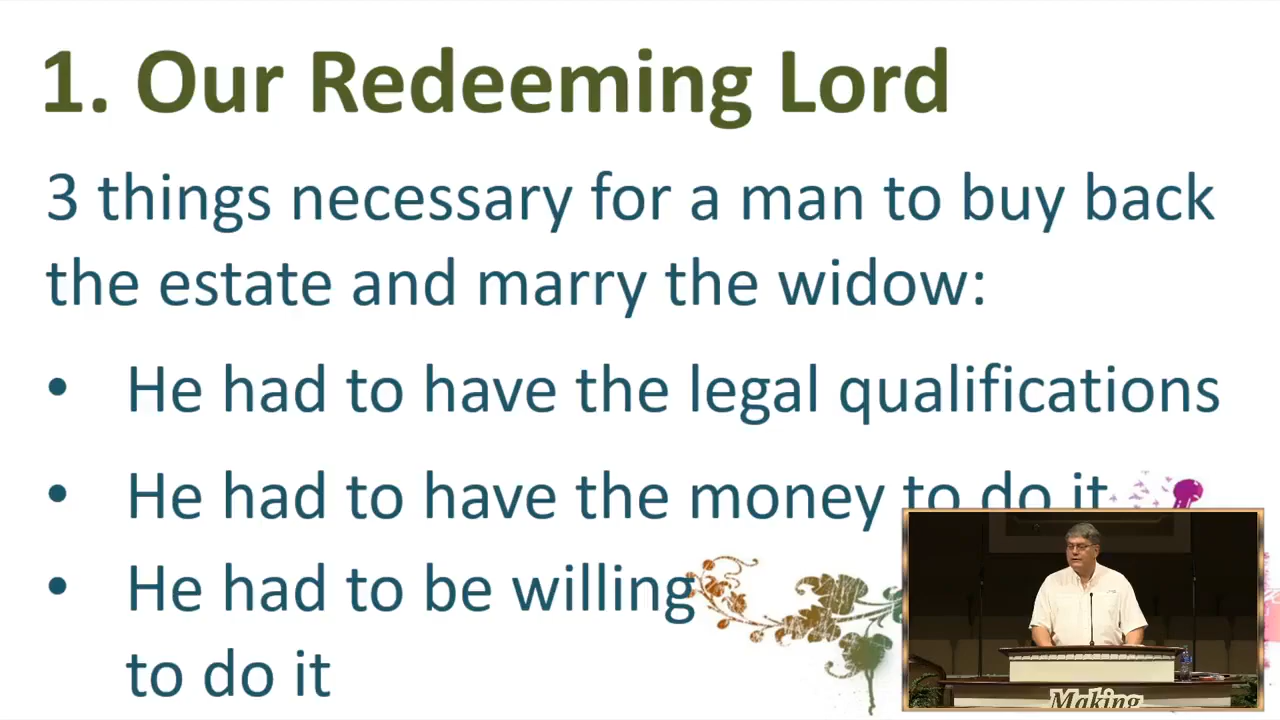 1. Our Redeeming Lord
3 things necessary for a man to buy back
the estate and marry the widow:
• He had to have the legal qualifications
• He had to have the money to do it
• He had to be willing
to do it
Making